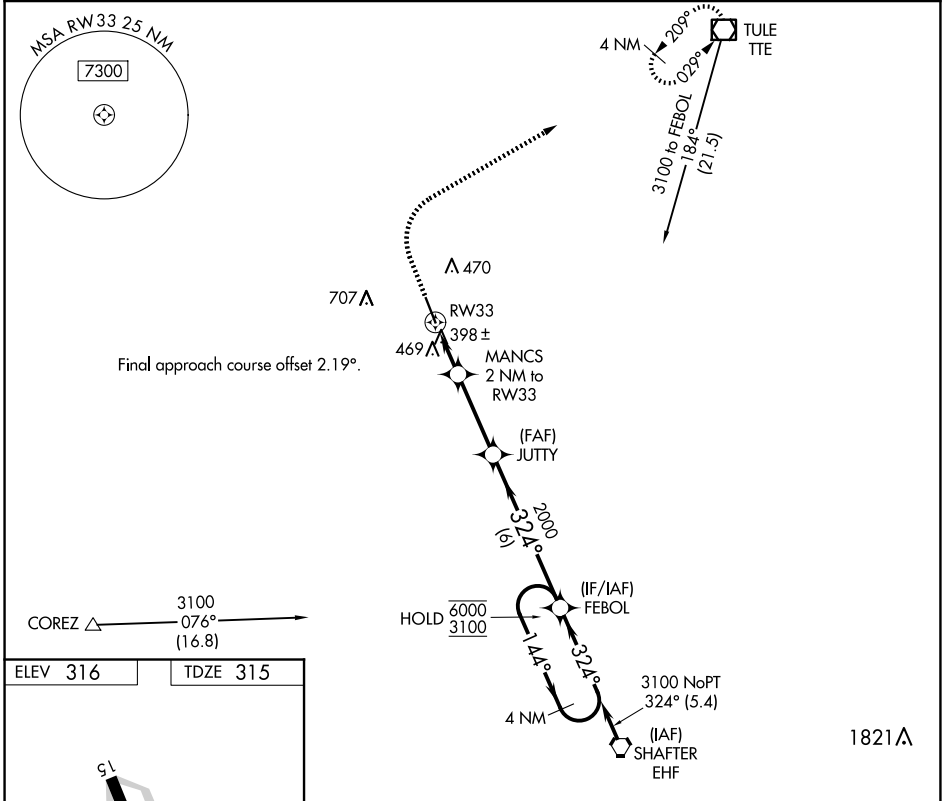 MSA RW33 25 NM
7300
209°
4 NM
029°
TULE
TTE
3100 to FEBOL
184°
(21.5)
470
707
RW33
398 ±
469
MANCS
2 NM to
RW33
Final approach course offset 2.19°.
(FAF)
JUTTY
2000
324°
(6)
(IF/IAF)
FEBOL
HOLD 6000
3100
144°
324°
4 NM
3100 NoPT
324° (5.4)
(IAF)
SHAFTER
EHF
1821
COREZ
3100
076°
(16.8)
ELEV 316
TDZE 315
15